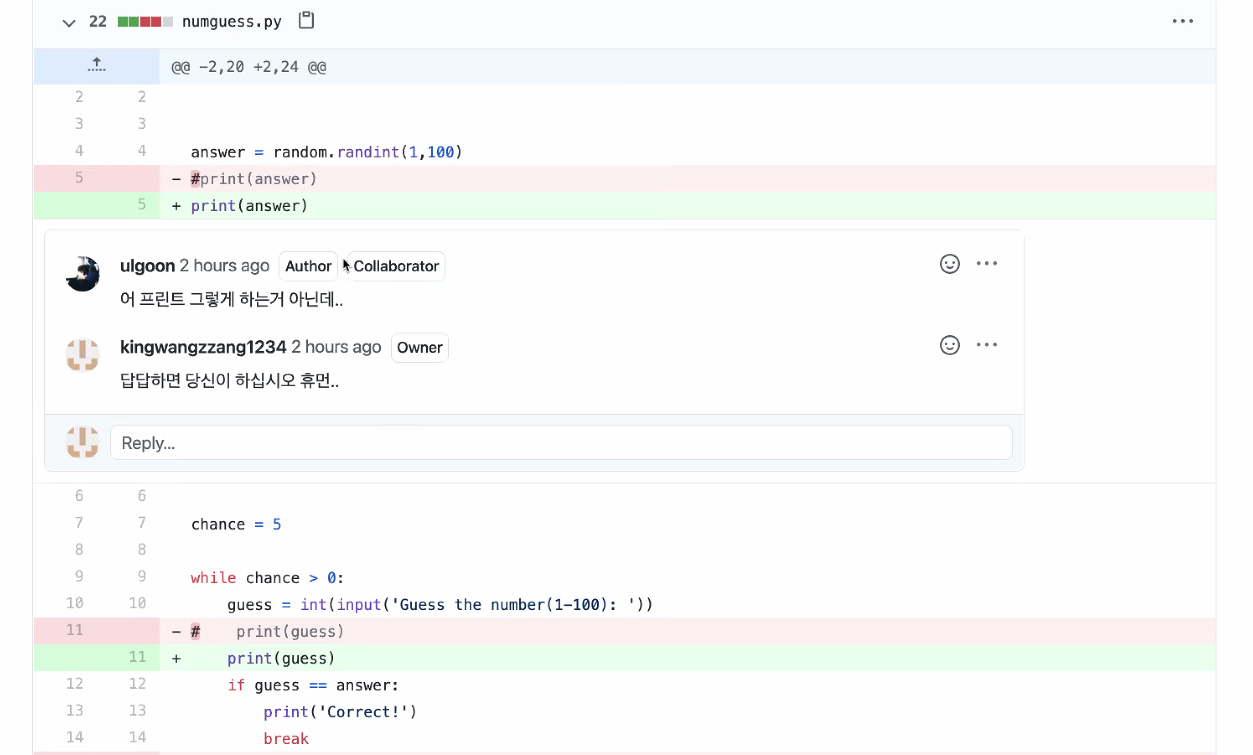 22 numguess.py
@@ -2,20 +2,24 @@
2 2
3 3
4 4 answer = random.randint(1,100)
5 - #print(answer)
5 + print(answer)
ulgoon 2 hours ago Author Collaborator
어 프린트 그렇게 하는거 아닌데..
kingwangzzang1234 2 hours ago Owner
답답하면 당신이 하십시오 휴먼..
Reply...
6 6
7 7 chance = 5
8 8
9 9 while chance > 0:
10 10 guess = int(input('Guess the number(1-100): '))
11 - # print(guess)
11 + print(guess)
12 12 if guess == answer:
13 13 print('Correct!')
14 14 break